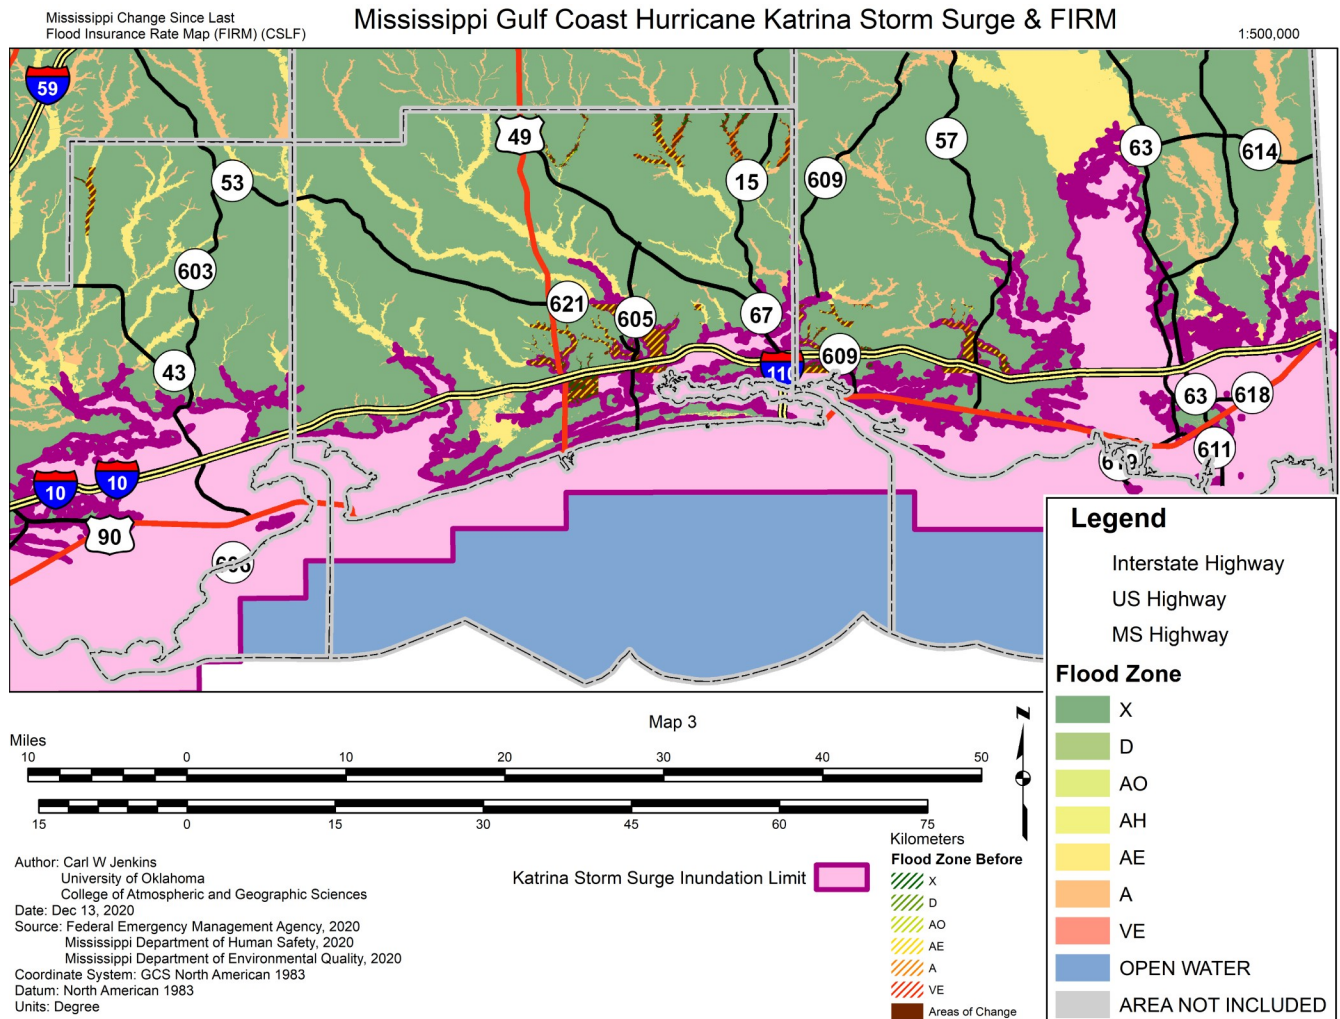 Mississippi Change Since Last
Flood Insurance Rate Map (FIRM) (CSLF)
Mississippi Gulf Coast Hurricane Katrina Storm Surge & FIRM
1:500,000
59
49
53
15
609
57
63
614
603
621
605
67
43
110
609
63
618
611
619
10
10
90
Legend
Interstate Highway
US Highway
MS Highway
Flood Zone
X
D
AO
AH
AE
A
VE
OPEN WATER
AREA NOT INCLUDED
Map 3
N
Miles
10 0 10 20 30 40 50
15 0 15 30 45 60 75
Kilometers
Flood Zone Before
X
D
AO
AE
A
VE
Areas of Change
Katrina Storm Surge Inundation Limit
Author: Carl W Jenkins
University of Oklahoma
College of Atmospheric and Geographic Sciences
Date: Dec 13, 2020
Source: Federal Emergency Management Agency, 2020
Mississippi Department of Human Safety, 2020
Mississippi Department of Environmental Quality, 2020
Coordinate System: GCS North American 1983
Datum: North American 1983
Units: Degree